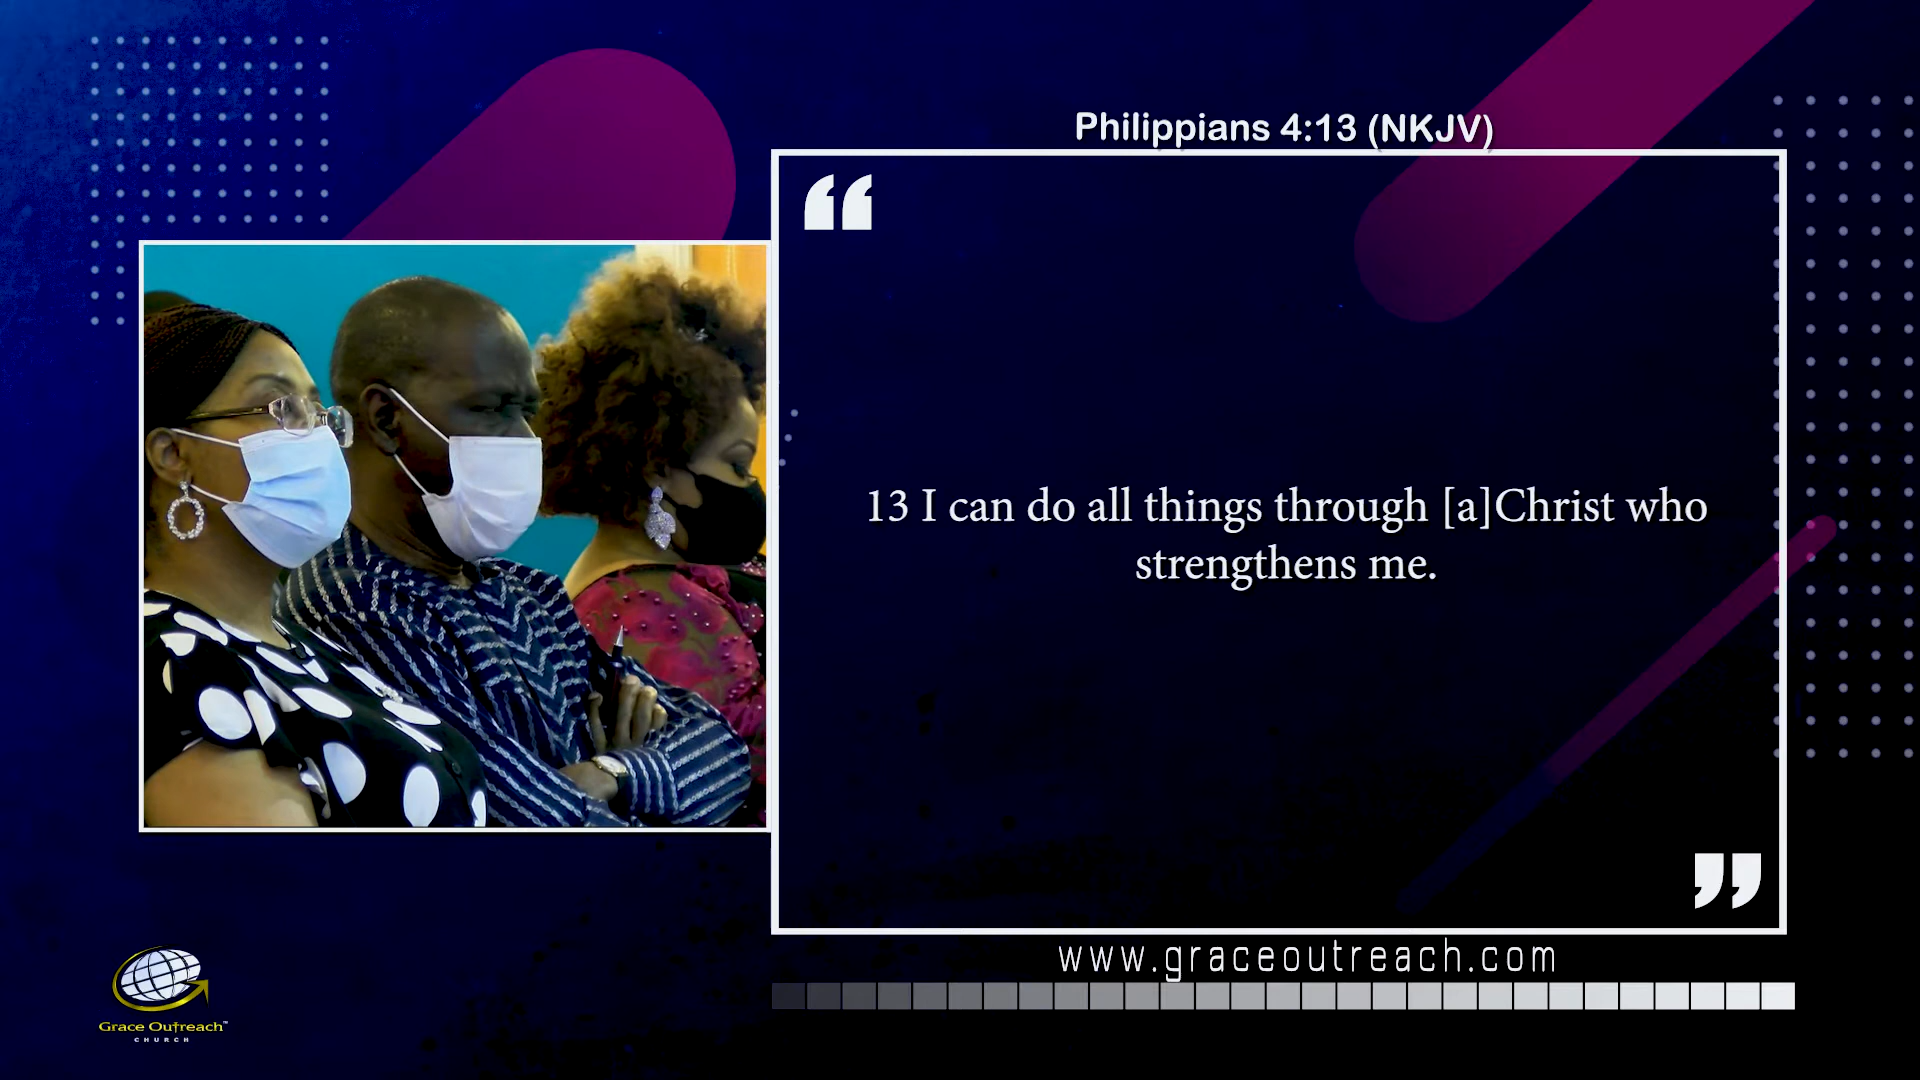 Philippians 4:13 (NKJV)
“
13 I can do all things through [a]Christ who
strengthens me.
”
www.graceoutreach.com
Grace Outreach™
CHURCH